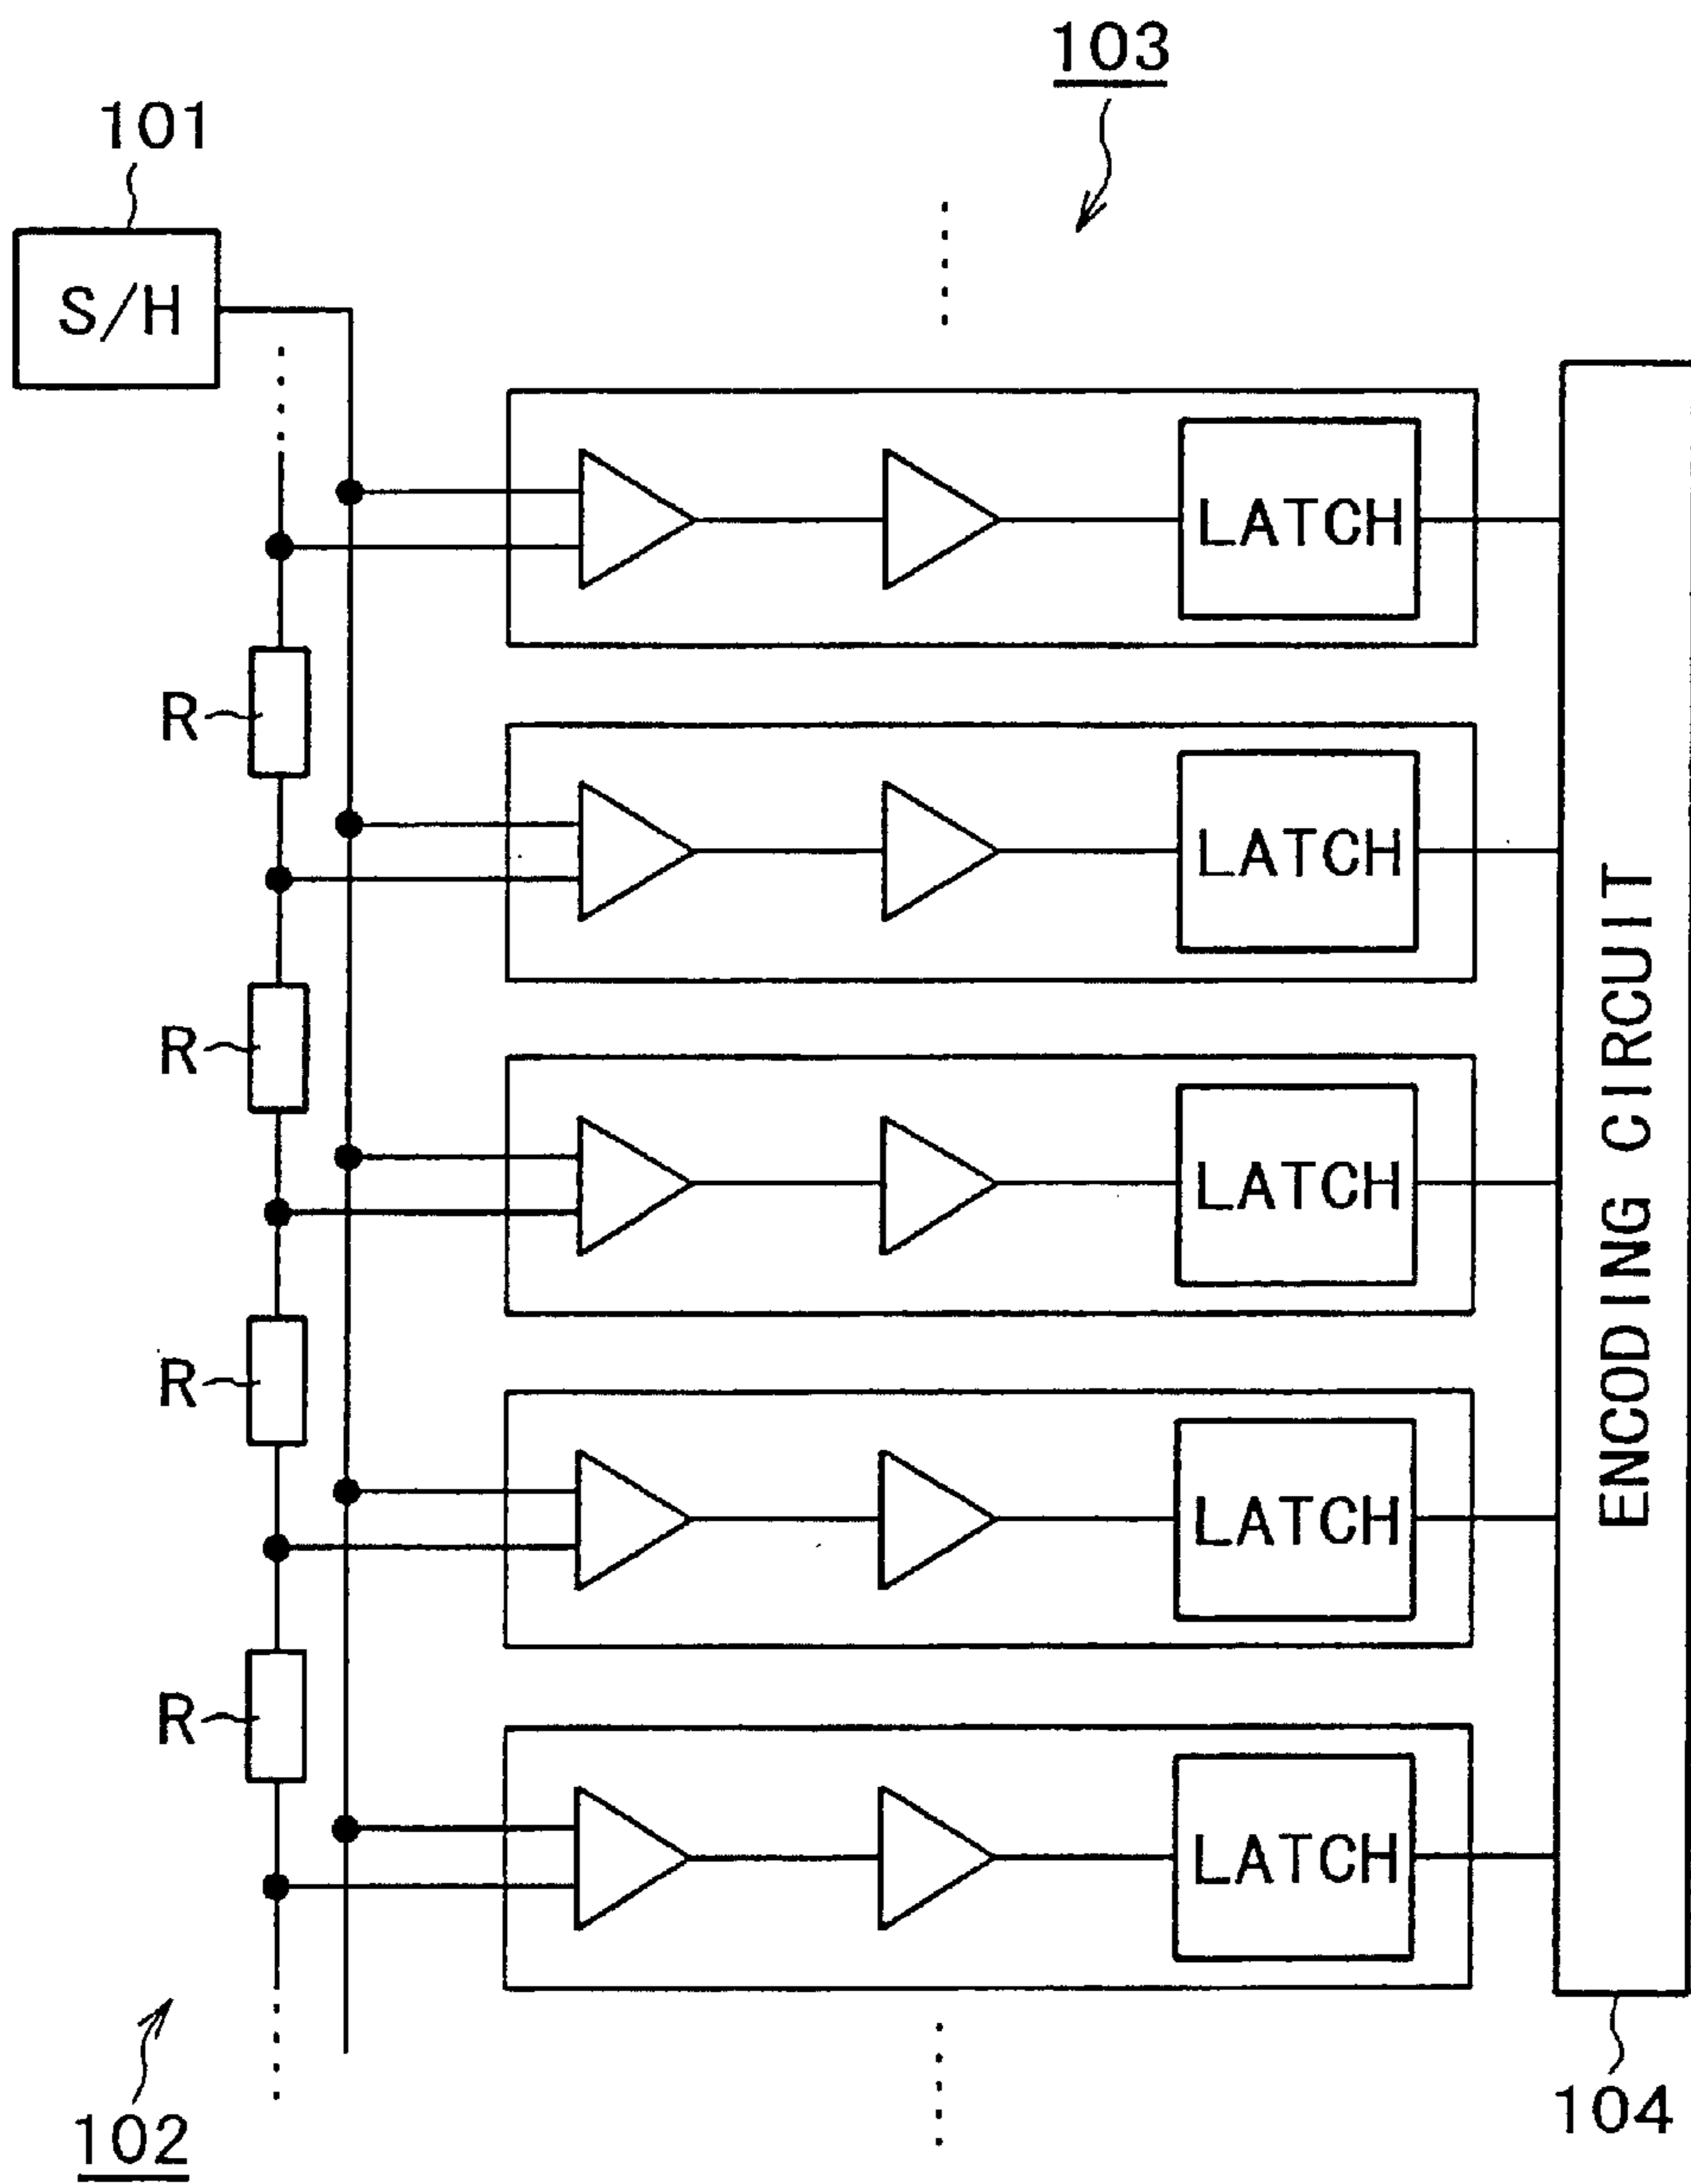 103
101
S/H
LATCH
R
LATCH
R
LATCH
R
LATCH
R
LATCH
ENCODING CIRCUIT
102
104